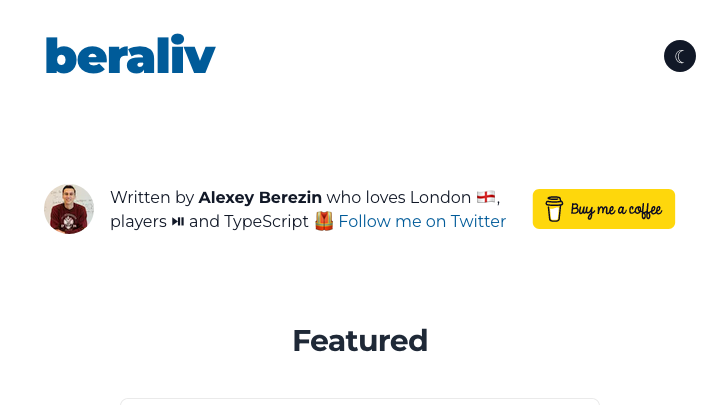 beraliv
Written by Alexey Berezin who loves London 🏴󠁧󠁢󠁥󠁮󠁧󠁿,
players ⏯ and TypeScript 🦺 Follow me on Twitter
Buy me a coffee
Featured